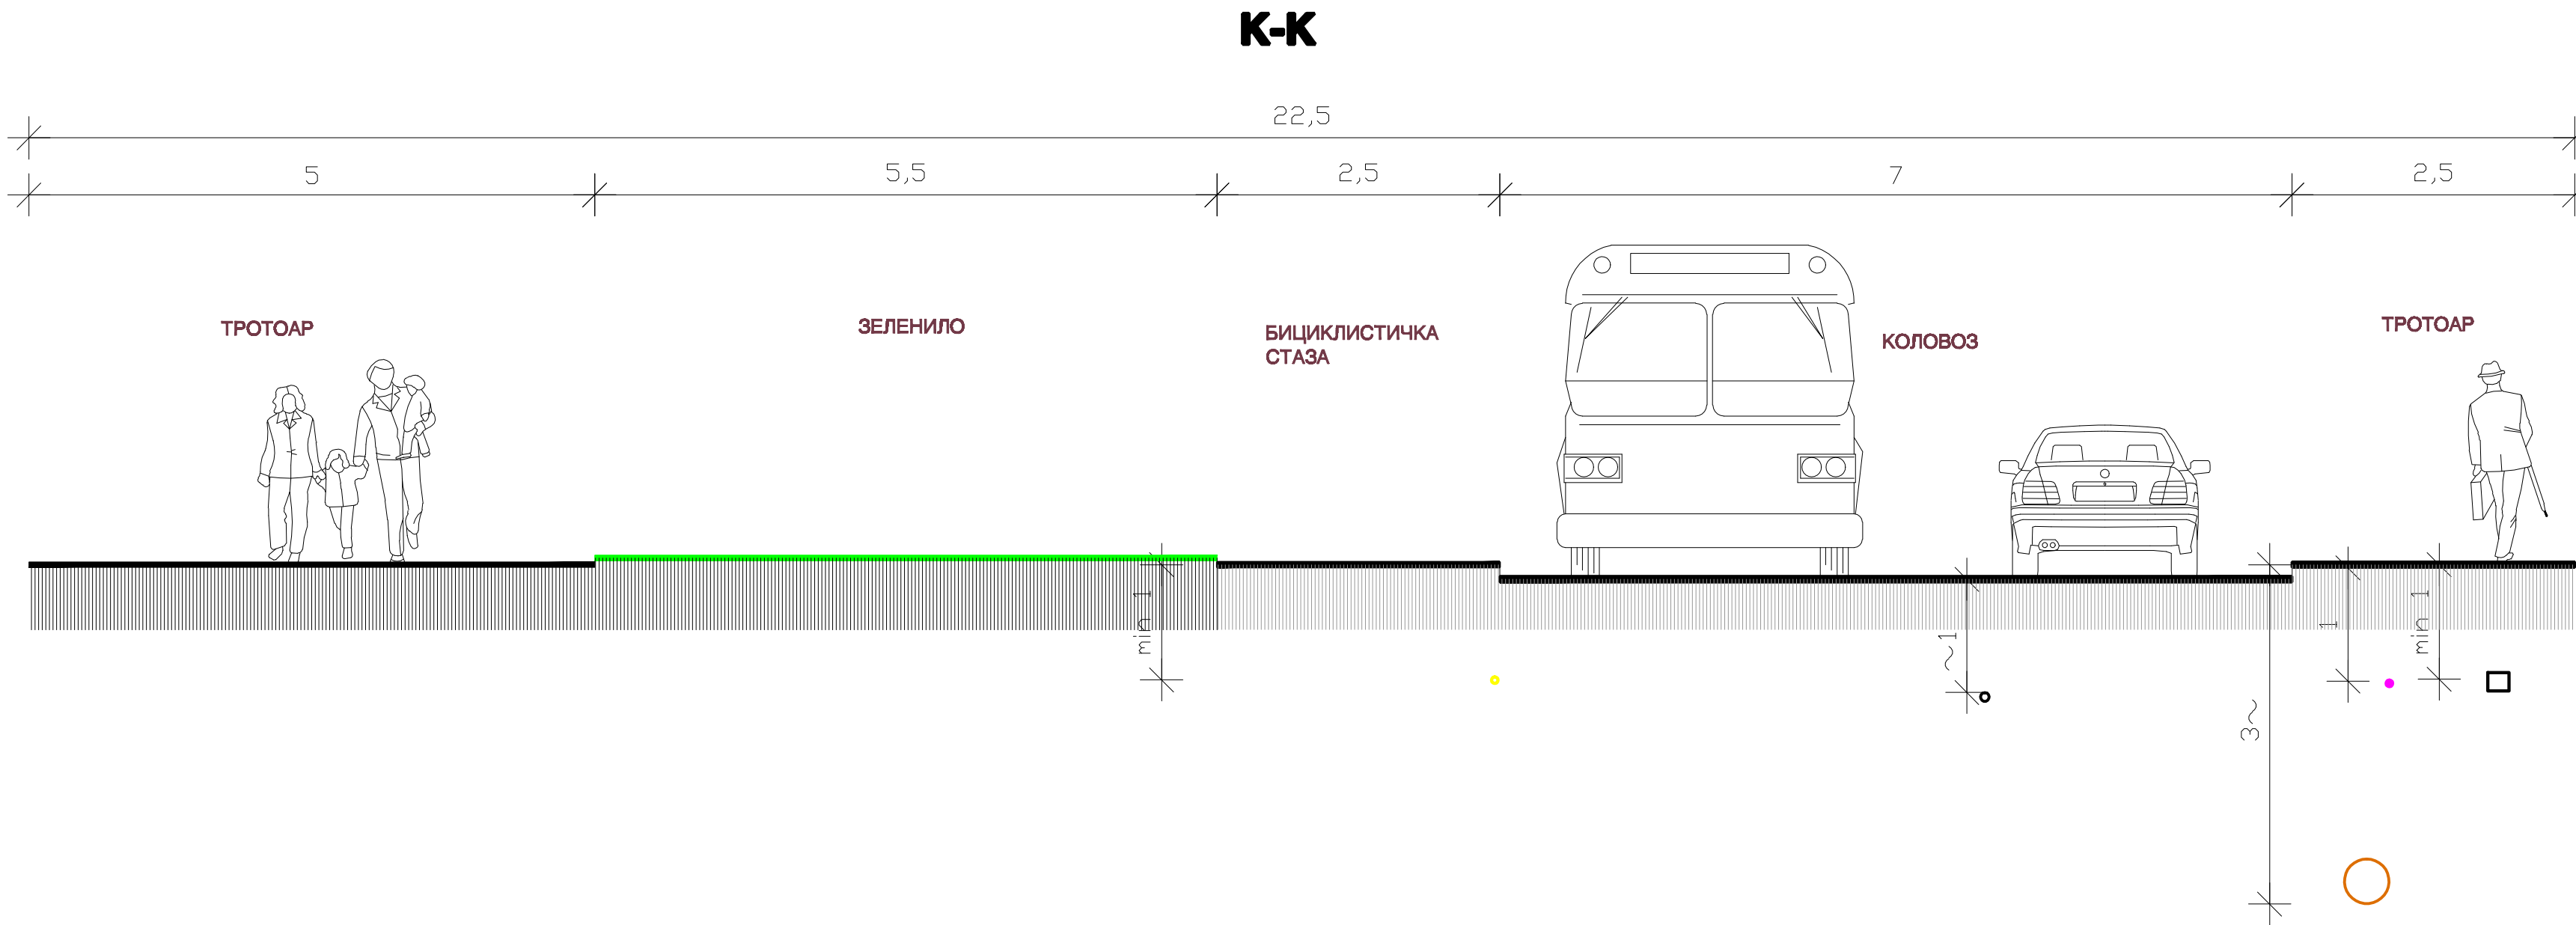 K-K
22,5
5
5,5
2,5
7
2,5
ТРОТОАР
ЗЕЛЕНИЛО
БИЦИКЛИСТИЧКА
СТАЗА
КОЛОВОЗ
ТРОТОАР
min 1
~1
3~
1
min 1